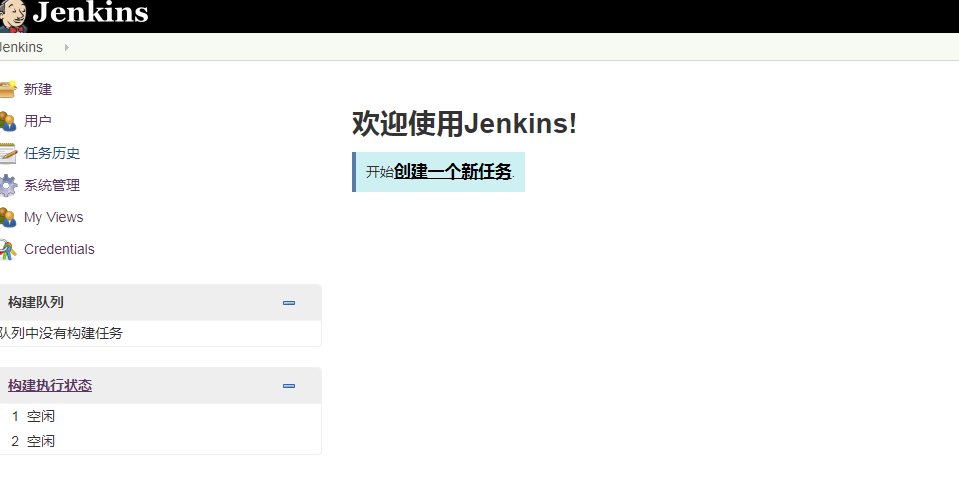 Jenkins
Jenkins
新建
用户
任务历史
系统管理
My Views
Credentials
欢迎使用Jenkins!
开始创建一个新任务.
构建队列
队列中没有构建任务
构建执行状态
1 空闲
2 空闲